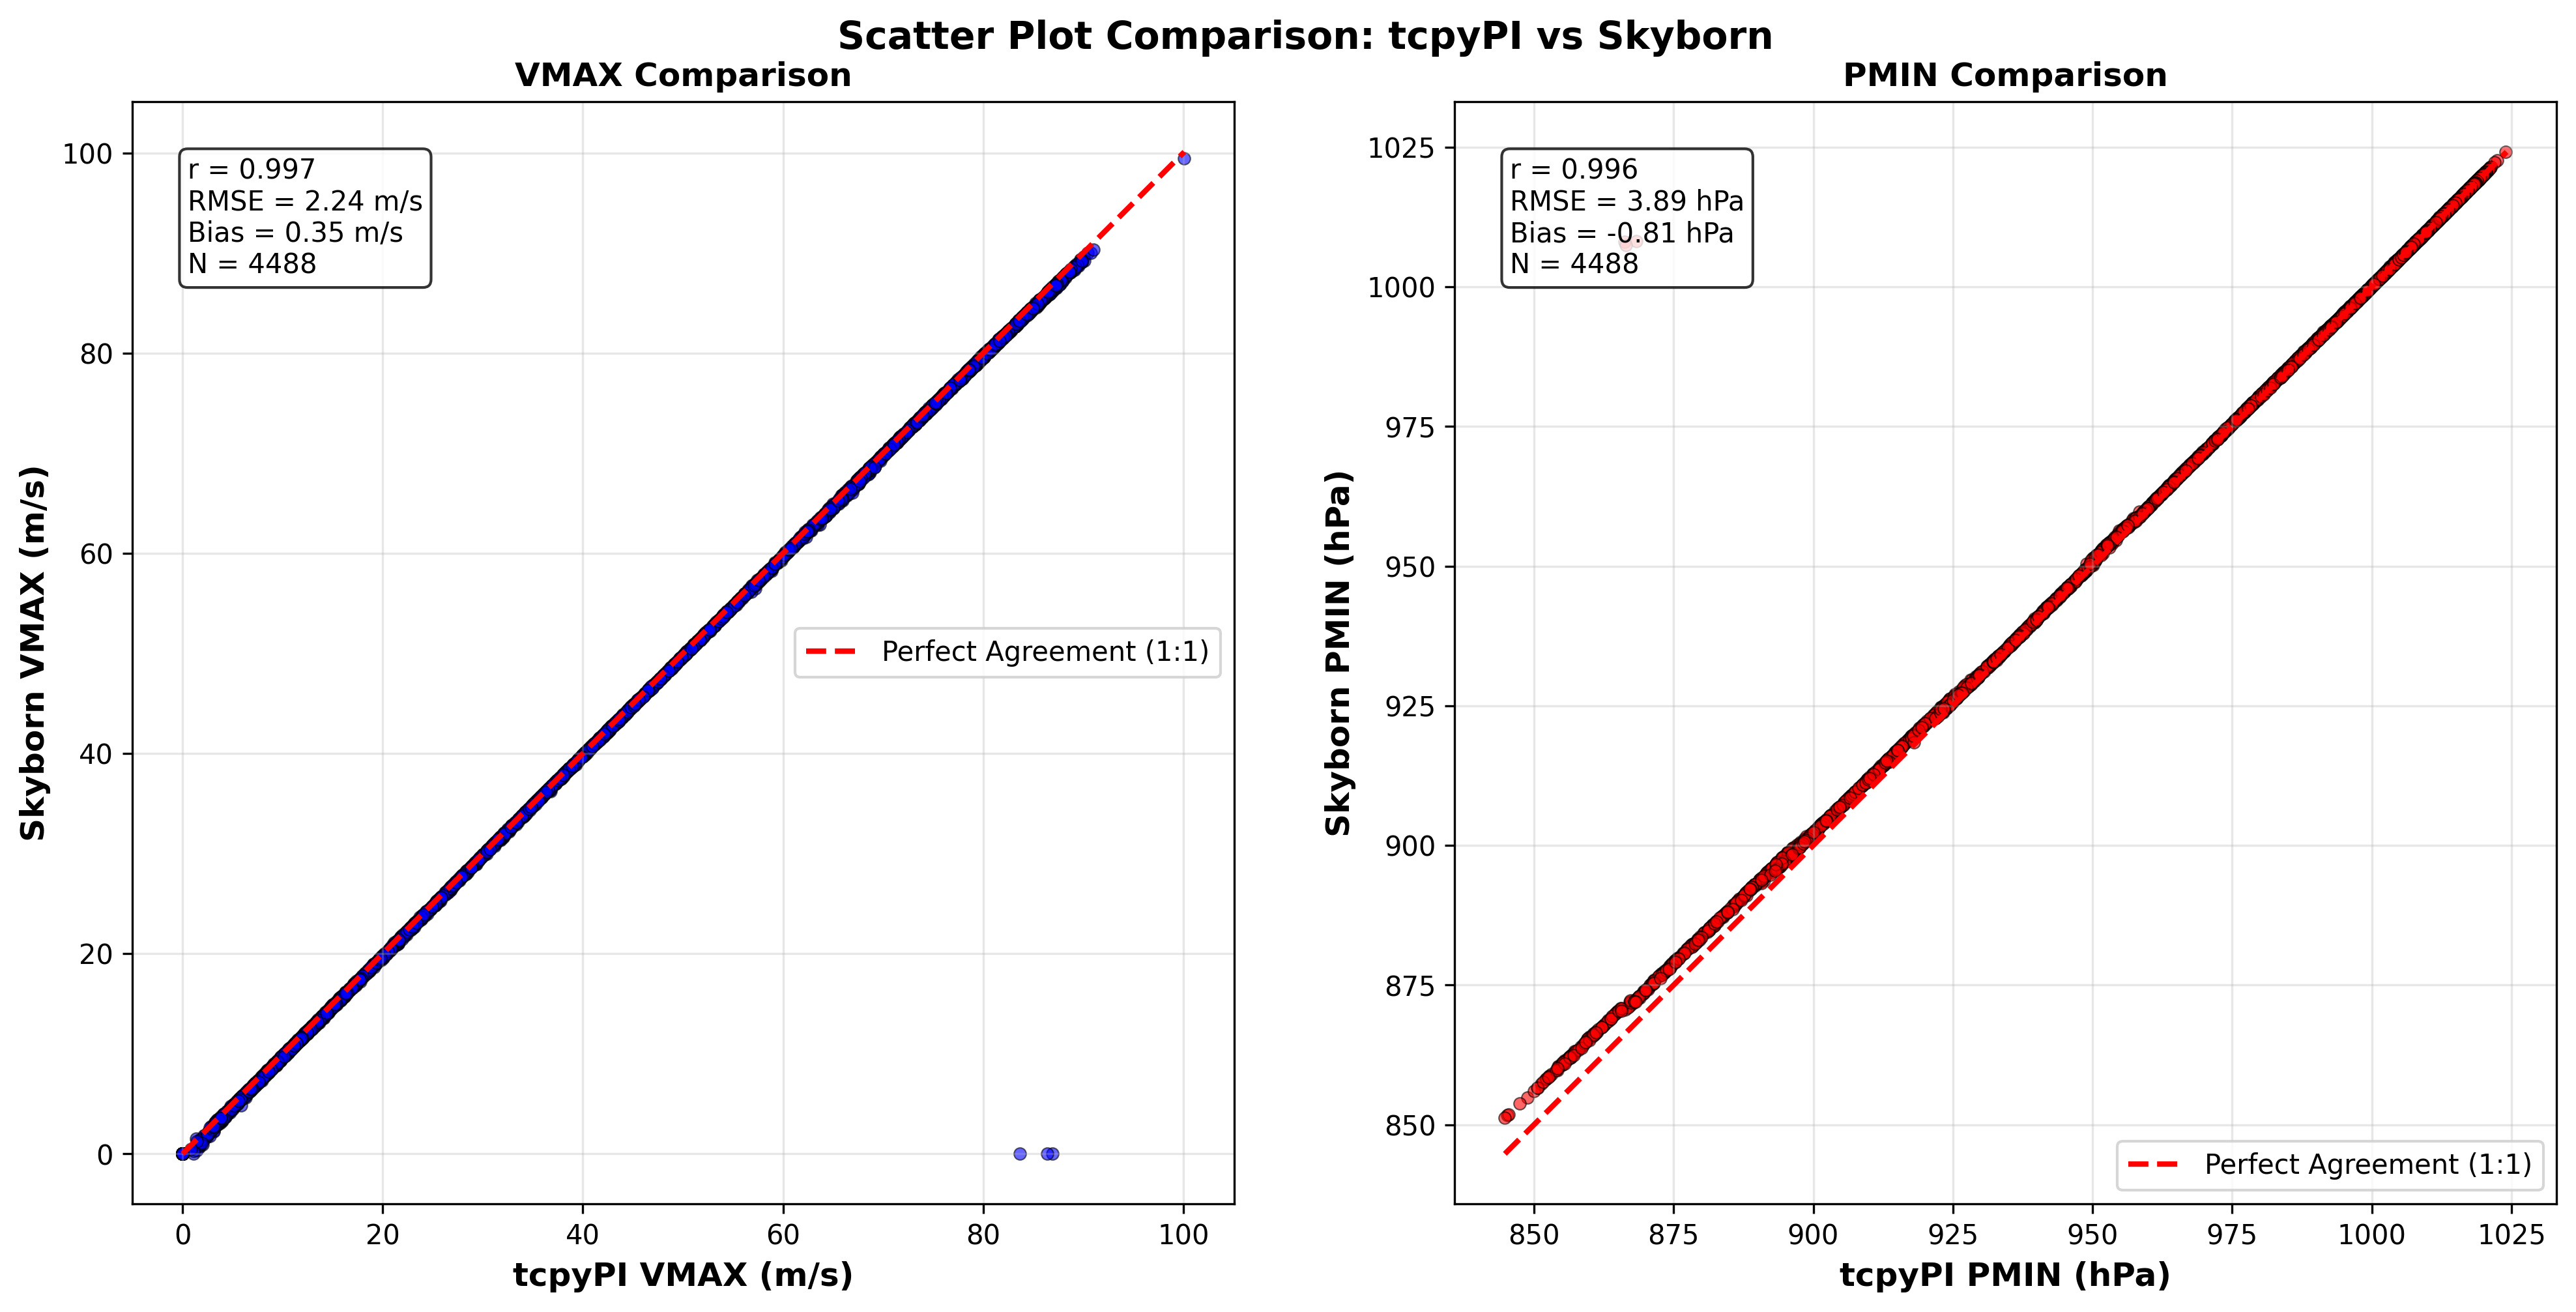 Scatter Plot Comparison: tcpyPI vs Skyborn
VMAX Comparison
100
80
60
40
20
0
Skyborn VMAX (m/s)
r = 0.997
RMSE = 2.24 m/s
Bias = 0.35 m/s
N = 4488
Perfect Agreement (1:1)
0 20 40 60 80 100
tcpyPI VMAX (m/s)
PMIN Comparison
1025
1000
975
950
925
900
875
850
Skyborn PMIN (hPa)
r = 0.996
RMSE = 3.89 hPa
Bias = -0.81 hPa
N = 4488
Perfect Agreement (1:1)
850 875 900 925 950 975 1000 1025
tcpyPI PMIN (hPa)